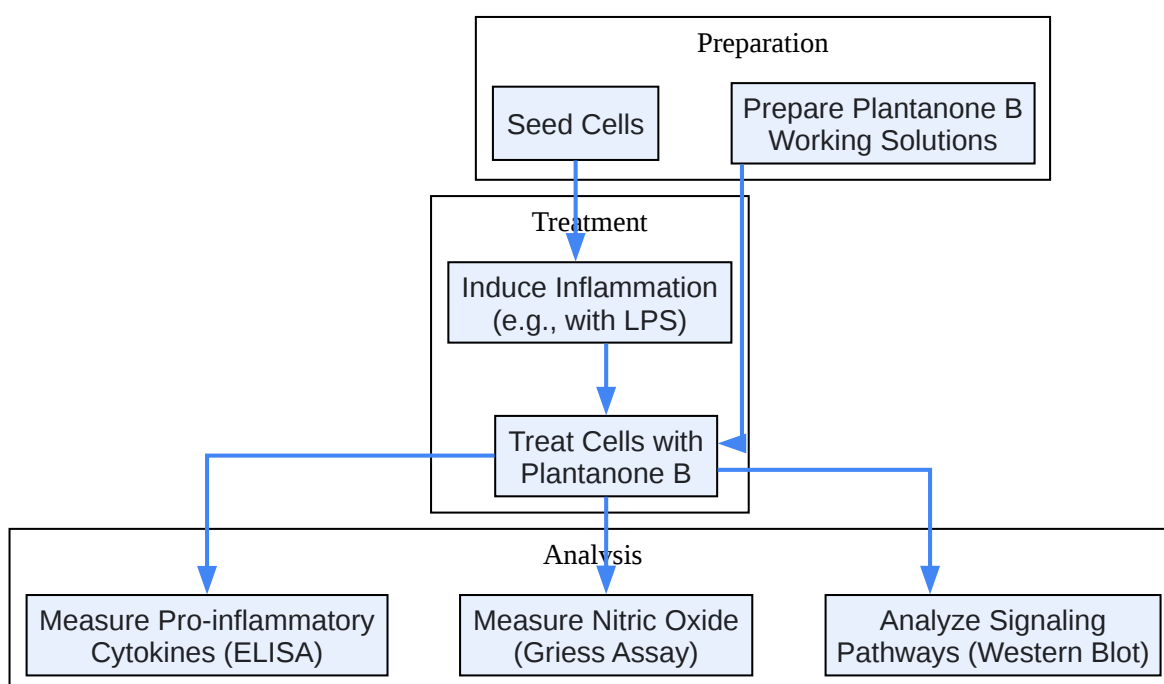 Preparation
Seed Cells
Prepare Plantanone B
Working Solutions
Treatment
Induce Inflammation
(e.g., with LPS)
Treat Cells with
Plantanone B
Analysis
Measure Pro-inflammatory
Cytokines (ELISA)
Measure Nitric Oxide
(Griess Assay)
Analyze Signaling
Pathways (Western Blot)